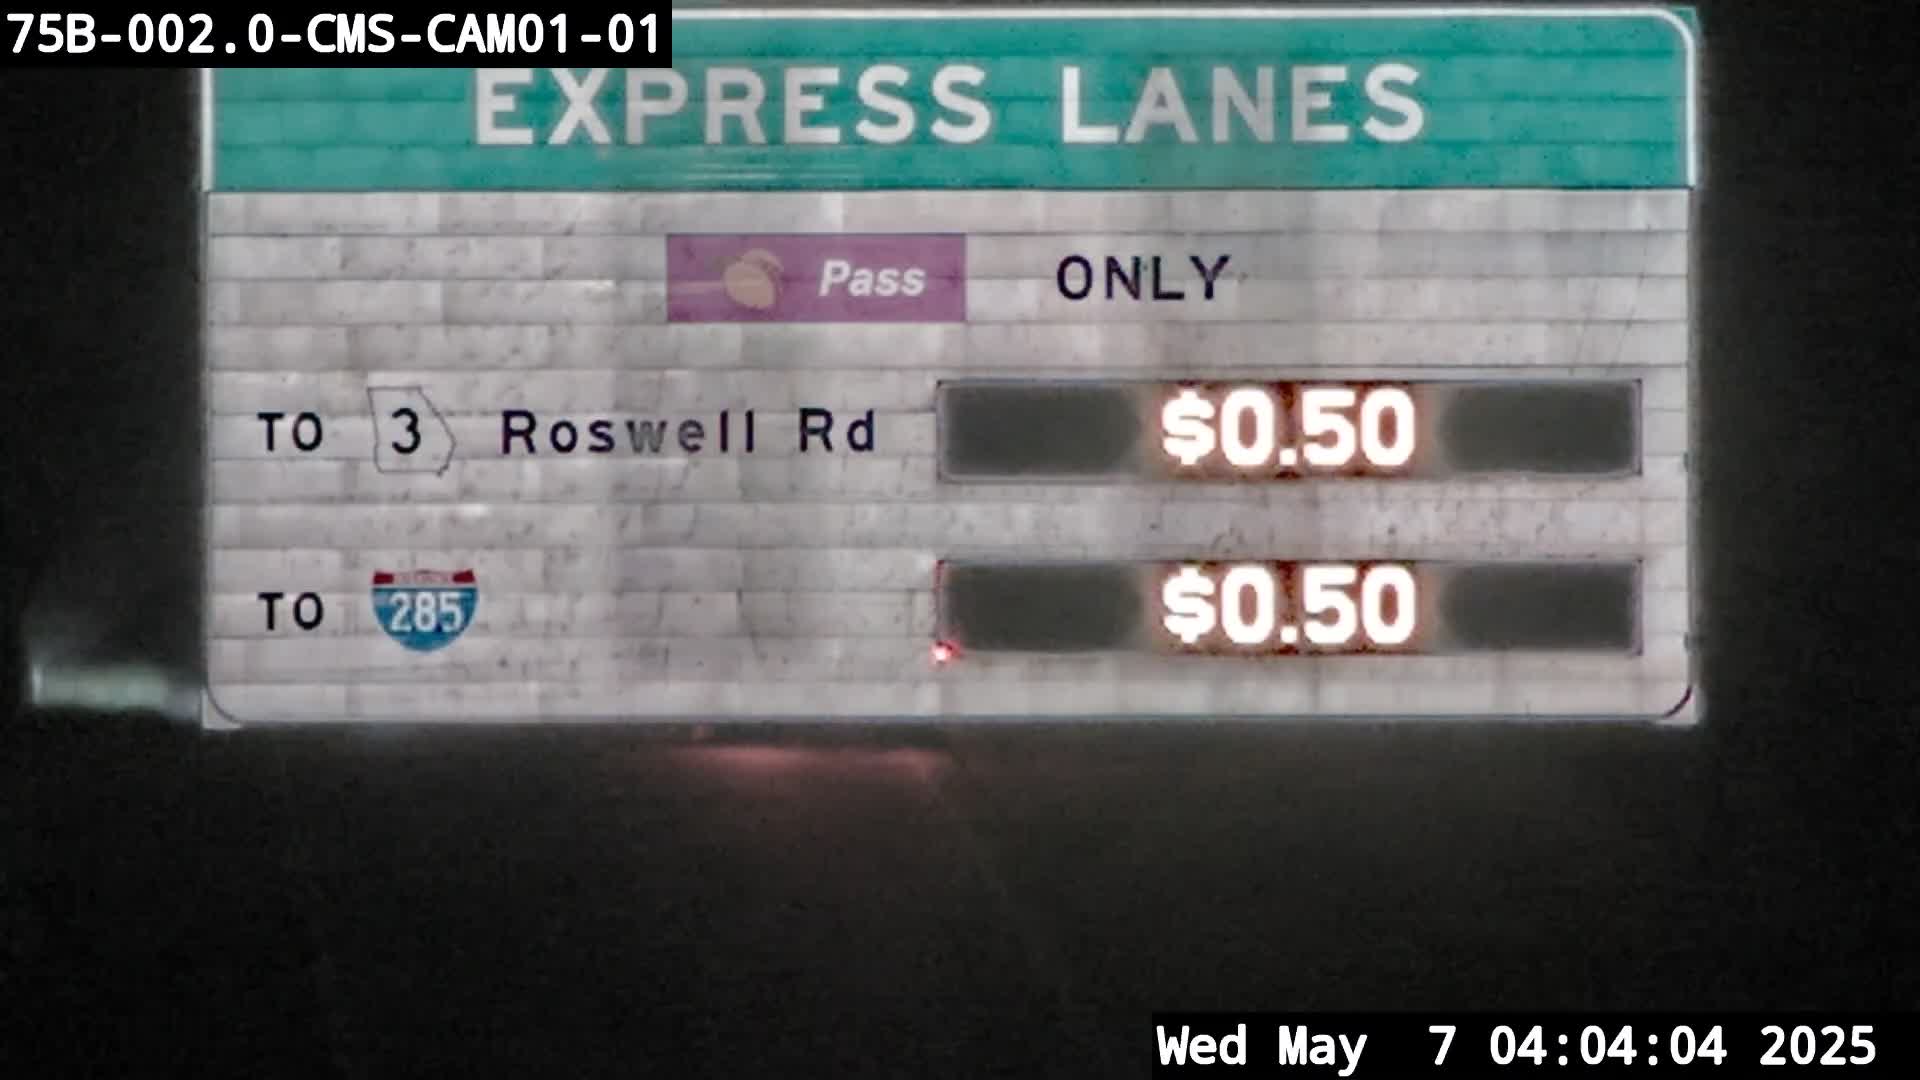 75B-002.0-CMS-CAM01-01
EXPRESS LANES
Pass ONLY
TO 3 Roswell Rd $0.50
TO 285 $0.50
Wed May 7 04:04:04 2025